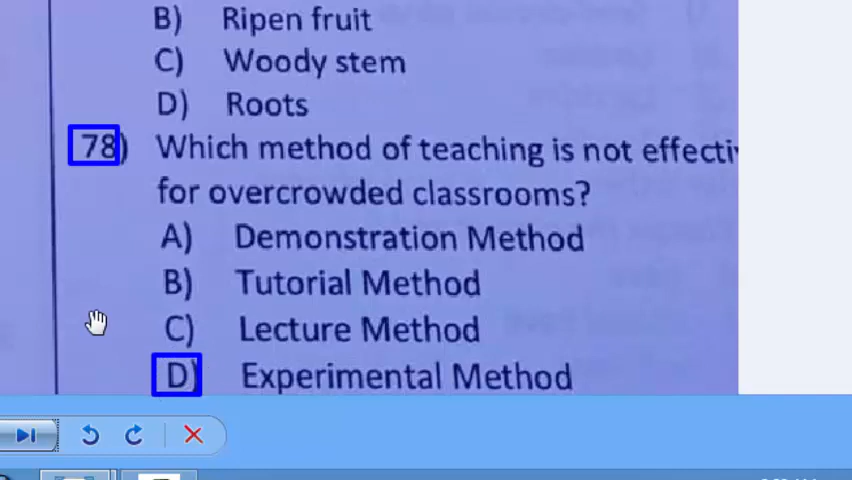 B) Ripen fruit
C) Woody stem
D) Roots
78) Which method of teaching is not effecti
for overcrowded classrooms?
A) Demonstration Method
B) Tutorial Method
C) Lecture Method
D) Experimental Method